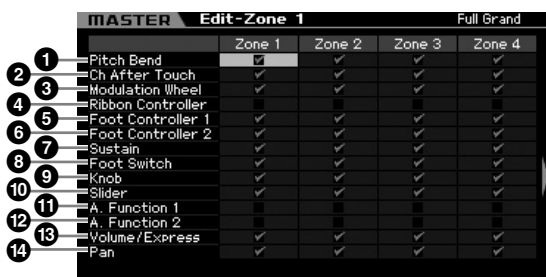 MASTER Edit-Zone 1 Full Grand
Zone 1 Zone 2 Zone 3 Zone 4
1 Pitch Bend
2 Ch After Touch
3 Modulation Wheel
4 Ribbon Controller
5 Foot Controller 1
6 Foot Controller 2
7 Sustain
8 Foot Switch
9 Knob
10 Slider
11 A. Function 1
12 A. Function 2
13 Volume/Express
14 Pan